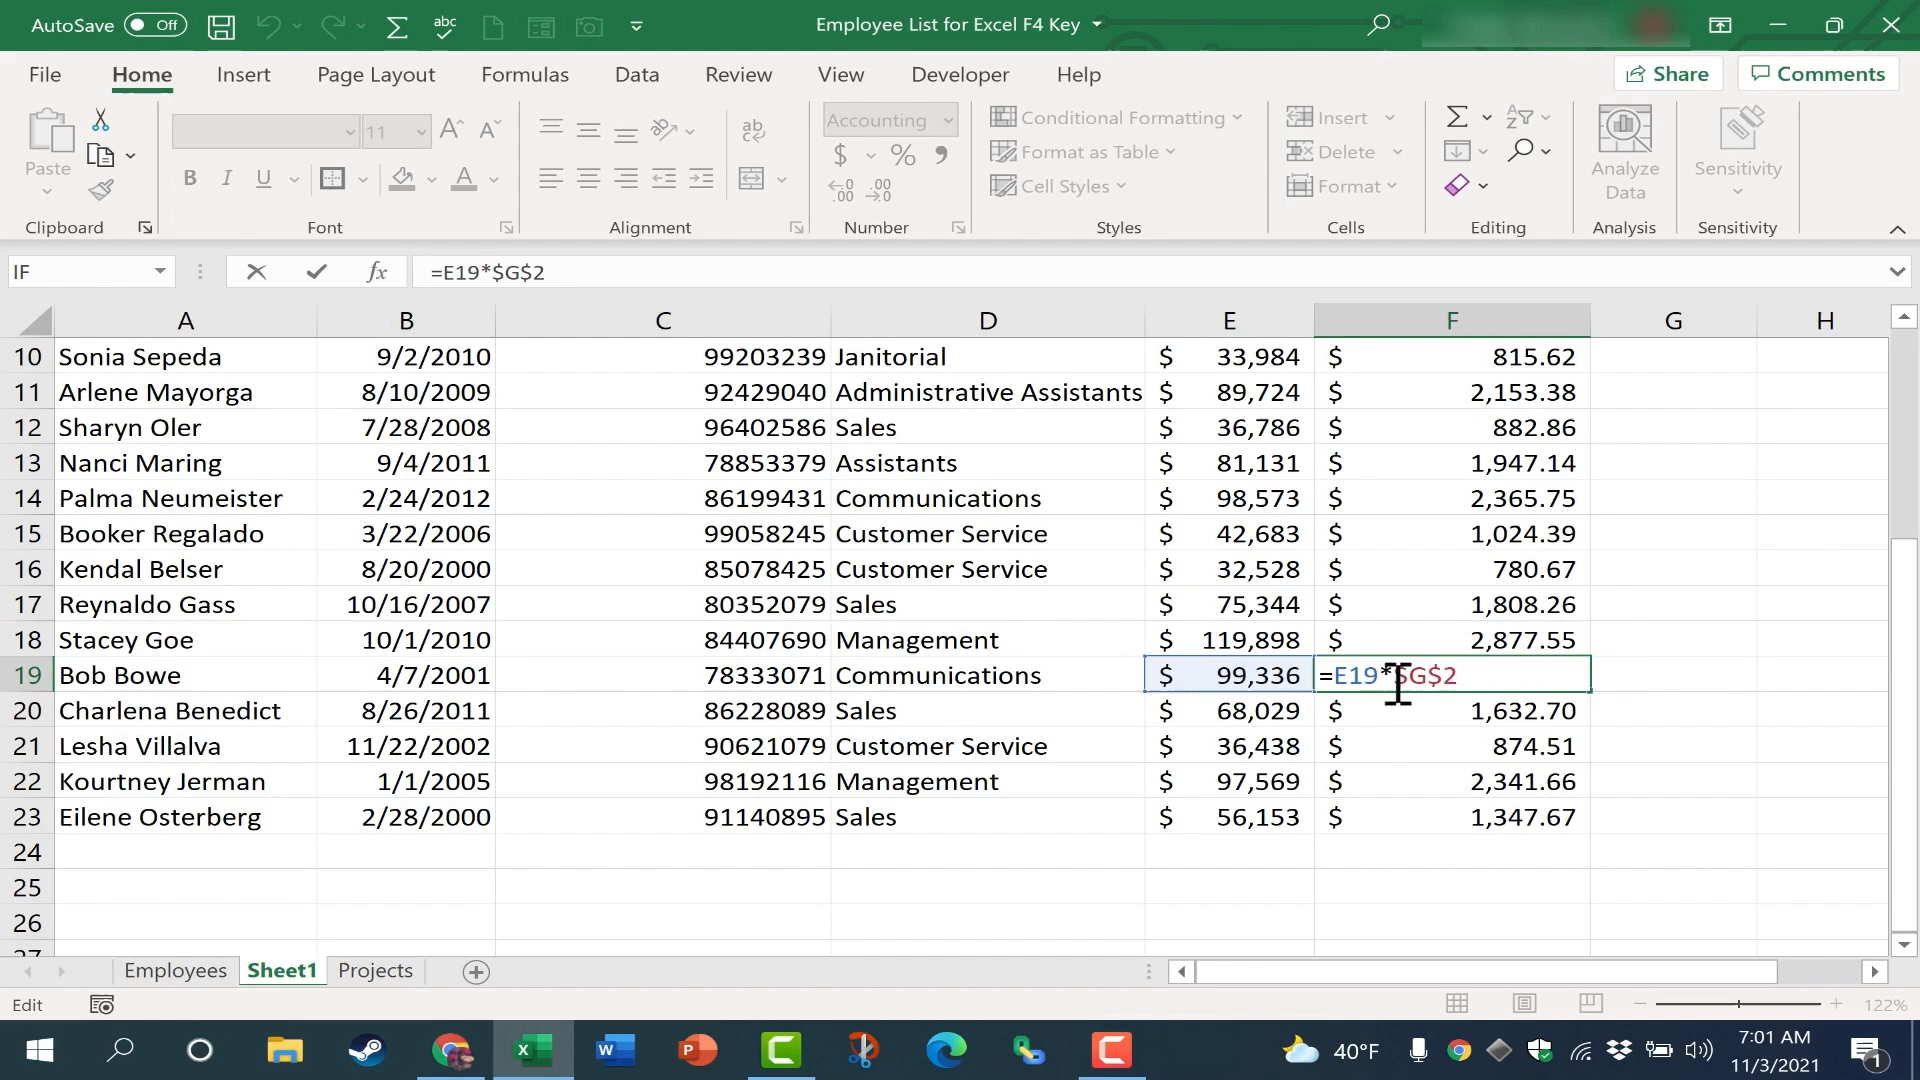 AutoSave Off abc Employee List for Excel F4 Key
File Home Insert Page Layout Formulas Data Review View Developer Help Share Comments
Paste 11 A A ab c Accounting Conditional Formatting Insert Σ A Z Analyze Data Sensitivity
B I U A $ % , Format as Table Delete
.00 .00 Cell Styles Format
Clipboard Font Alignment Number Styles Cells Editing Analysis Sensitivity
IF fx =E19*$G$2
A B C D E F G H
10 Sonia Sepeda 9/2/2010 99203239 Janitorial $ 33,984 $ 815.62
11 Arlene Mayorga 8/10/2009 92429040 Administrative Assistants $ 89,724 $ 2,153.38
12 Sharyn Oler 7/28/2008 96402586 Sales $ 36,786 $ 882.86
13 Nanci Maring 9/4/2011 78853379 Assistants $ 81,131 $ 1,947.14
14 Palma Neumeister 2/24/2012 86199431 Communications $ 98,573 $ 2,365.75
15 Booker Regalado 3/22/2006 99058245 Customer Service $ 42,683 $ 1,024.39
16 Kendal Belser 8/20/2000 85078425 Customer Service $ 32,528 $ 780.67
17 Reynaldo Gass 10/16/2007 80352079 Sales $ 75,344 $ 1,808.26
18 Stacey Goe 10/1/2010 84407690 Management $ 119,898 $ 2,877.55
19 Bob Bowe 4/7/2001 78333071 Communications $ 99,336 =E19*$G$2
20 Charlena Benedict 8/26/2011 86228089 Sales $ 68,029 $ 1,632.70
21 Lesha Villalva 11/22/2002 90621079 Customer Service $ 36,438 $ 874.51
22 Kourtney Jerman 1/1/2005 98192116 Management $ 97,569 $ 2,341.66
23 Eilene Osterberg 2/28/2000 91140895 Sales $ 56,153 $ 1,347.67
24
25
26
27
Employees Sheet1 Projects
Edit 122%
40°F 7:01 AM
11/3/2021
1